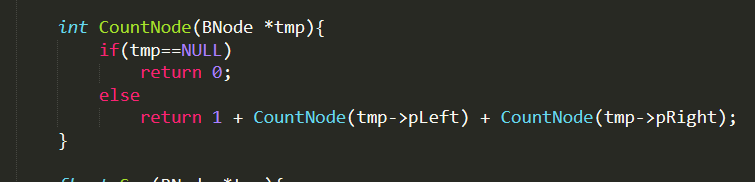 int CountNode(BNode *tmp){
if(tmp==NULL)
return 0;
else
return 1 + CountNode(tmp->pLeft) + CountNode(tmp->pRight);
}